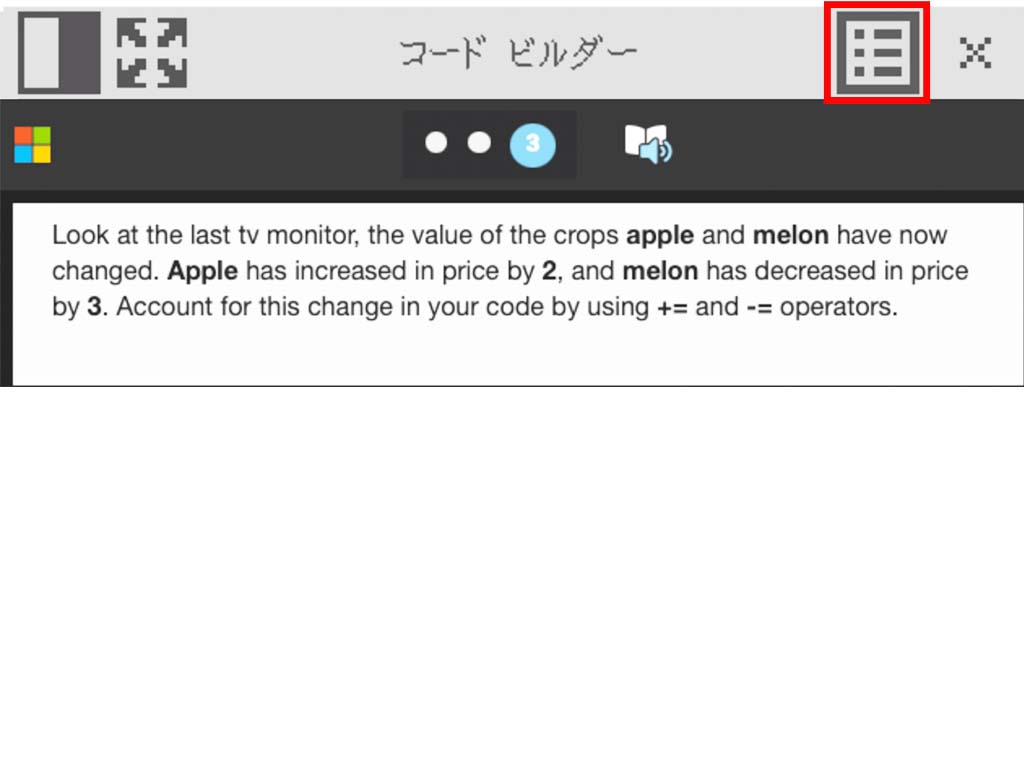 コード ビルダー
3
Look at the last tv monitor, the value of the crops apple and melon have now
changed. Apple has increased in price by 2, and melon has decreased in price
by 3. Account for this change in your code by using += and -= operators.